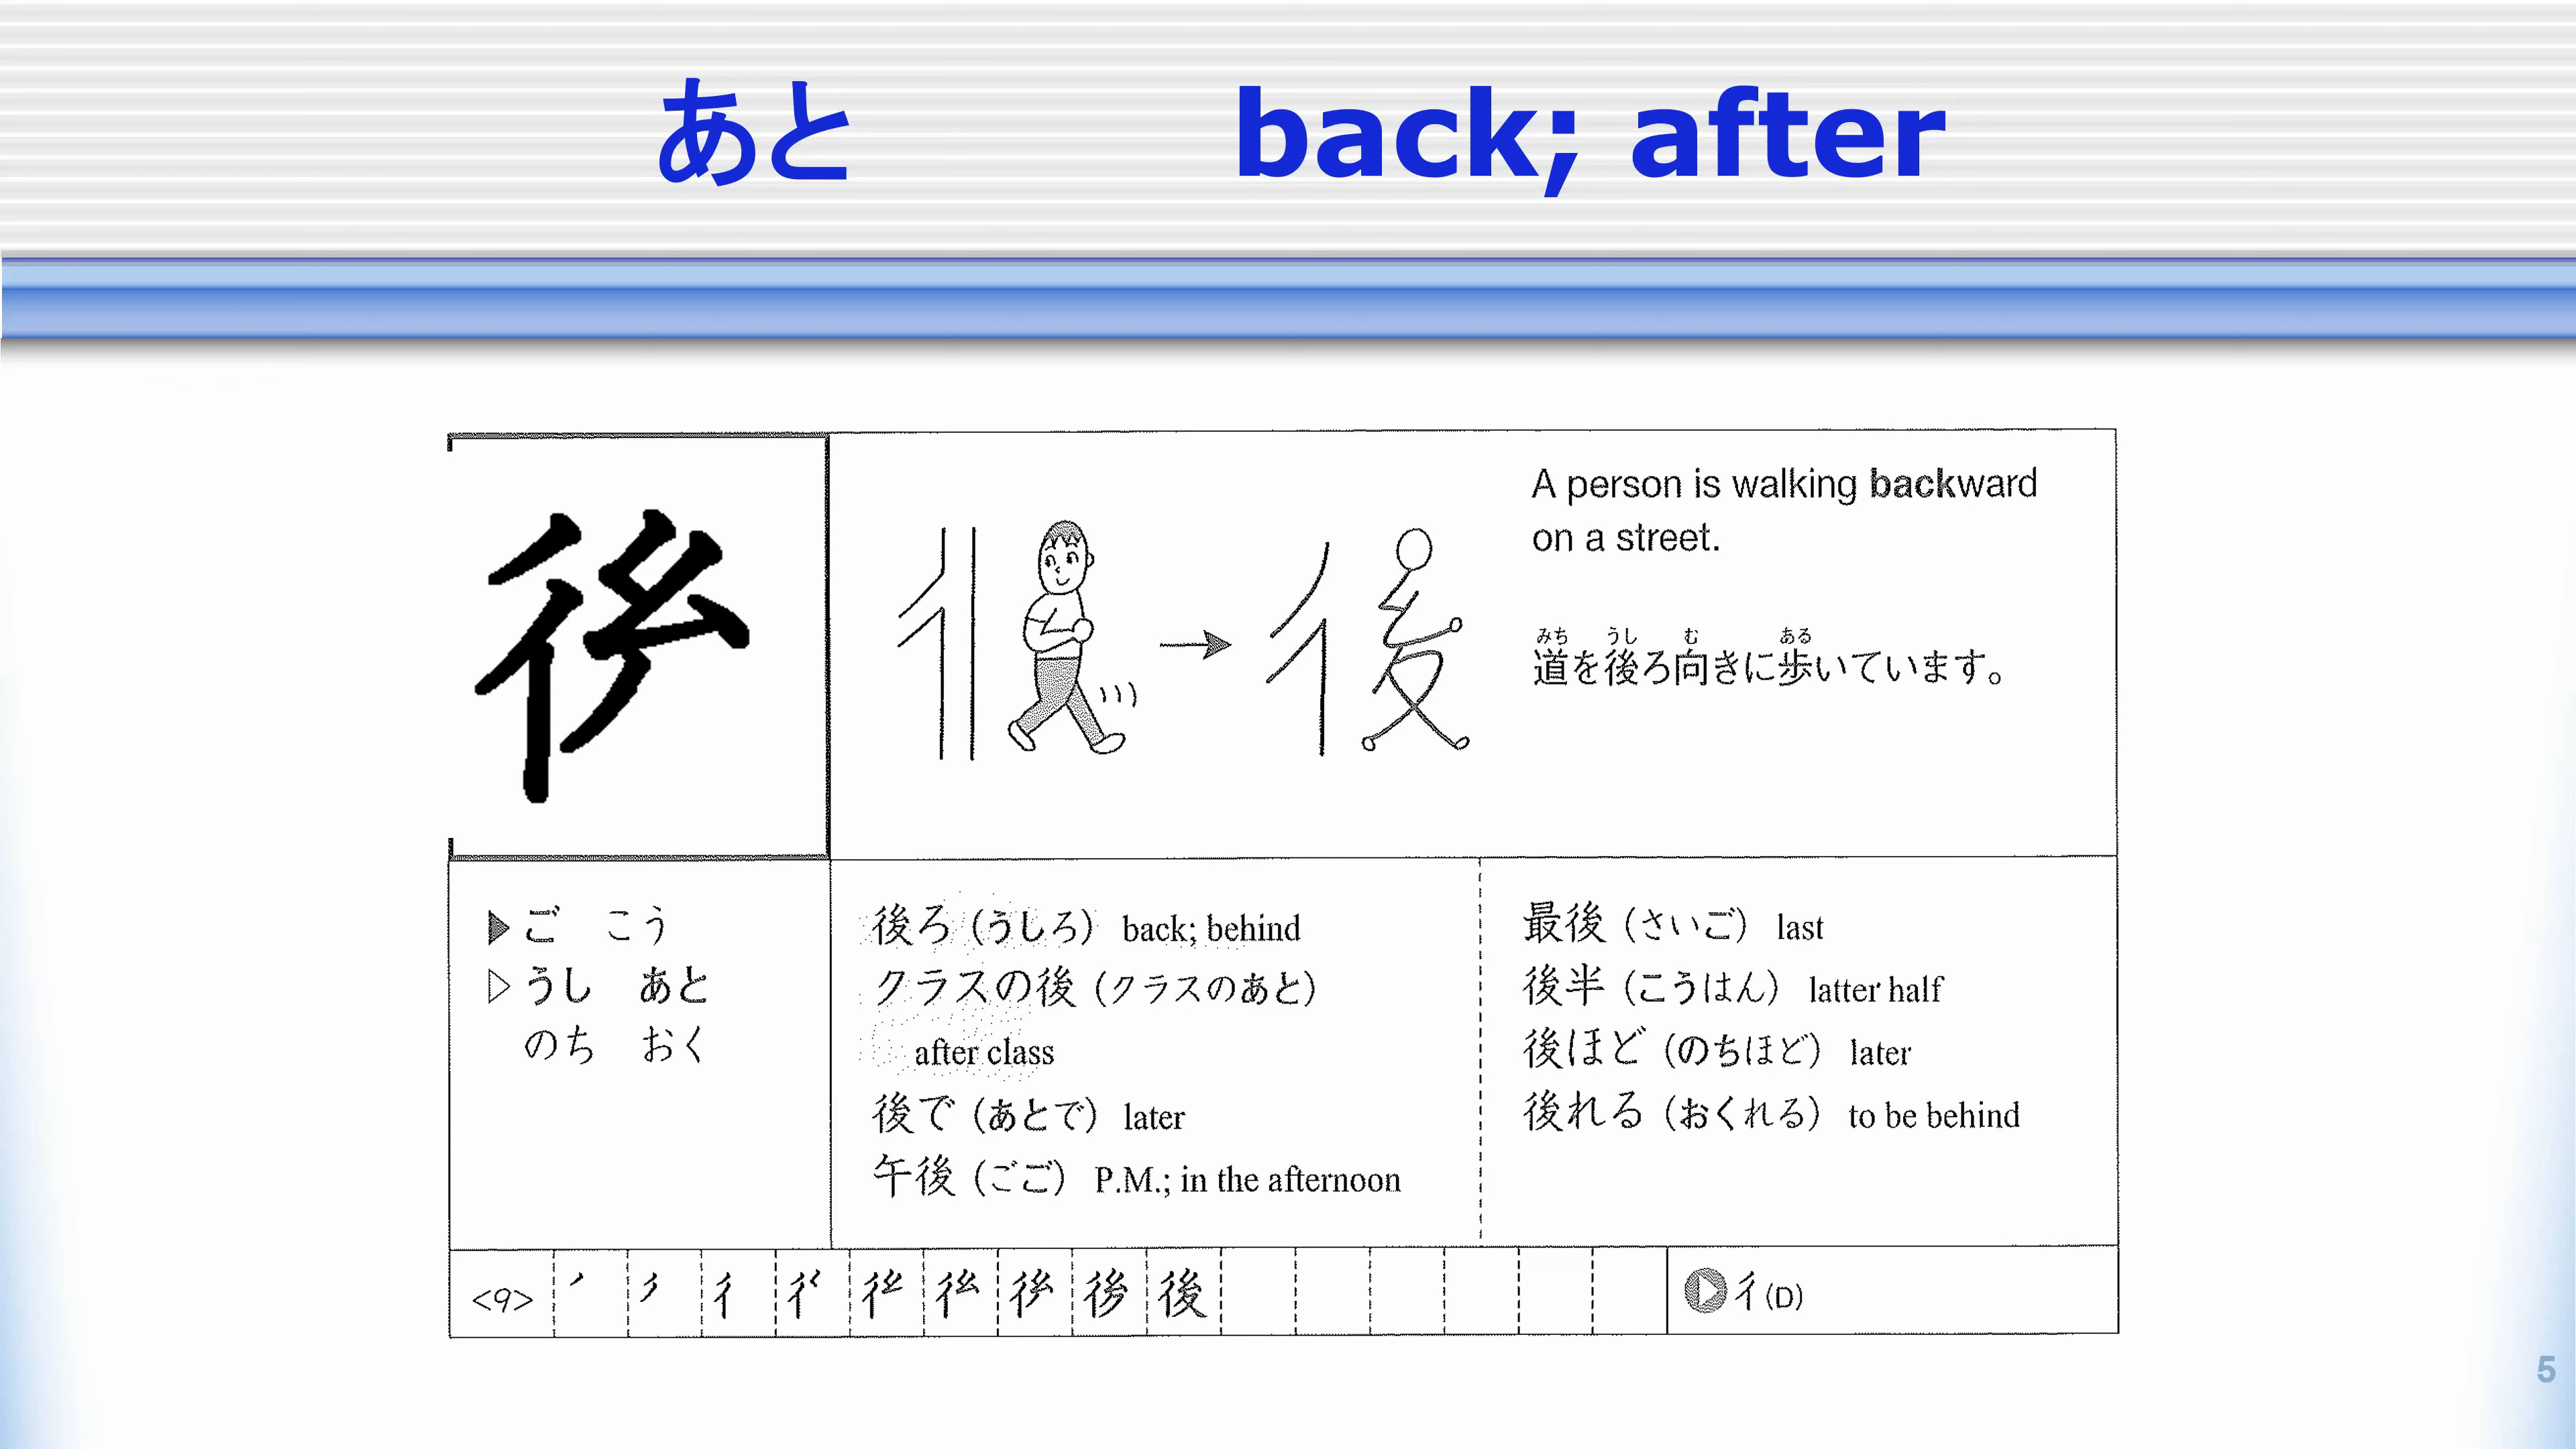 あと back; after
A person is walking backward
on a street.
みち うし む ある
道を後ろ向きに歩いています。
▶ご こう
▷うし あと
のち おく
後ろ（うしろ） back; behind
クラスの後（クラスのあと）
after class
後で（あとで） later
午後（ごご） P.M.; in the afternoon
最後（さいご） last
後半（こうはん） latter half
後ほど（のちほど） later
後れる（おくれる） to be behind
<9> 彳 後
彳(D)
5